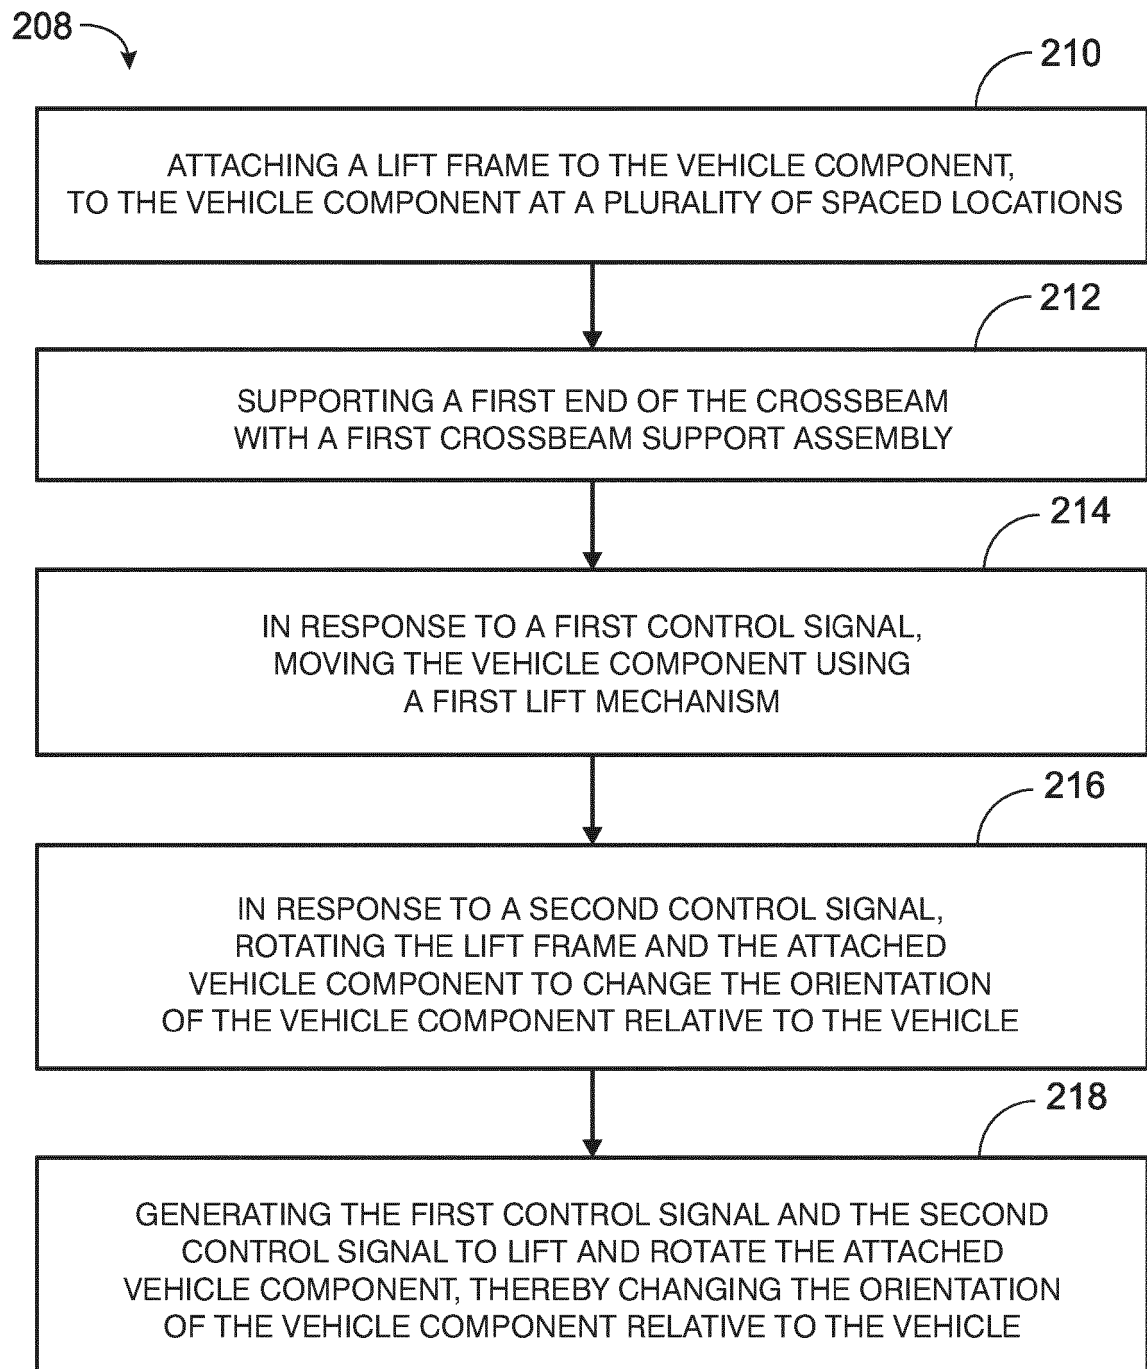 208
210
ATTACHING A LIFT FRAME TO THE VEHICLE COMPONENT,
TO THE VEHICLE COMPONENT AT A PLURALITY OF SPACED LOCATIONS
212
SUPPORTING A FIRST END OF THE CROSSBEAM
WITH A FIRST CROSSBEAM SUPPORT ASSEMBLY
214
IN RESPONSE TO A FIRST CONTROL SIGNAL,
MOVING THE VEHICLE COMPONENT USING
A FIRST LIFT MECHANISM
216
IN RESPONSE TO A SECOND CONTROL SIGNAL,
ROTATING THE LIFT FRAME AND THE ATTACHED
VEHICLE COMPONENT TO CHANGE THE ORIENTATION
OF THE VEHICLE COMPONENT RELATIVE TO THE VEHICLE
218
GENERATING THE FIRST CONTROL SIGNAL AND THE SECOND
CONTROL SIGNAL TO LIFT AND ROTATE THE ATTACHED
VEHICLE COMPONENT, THEREBY CHANGING THE ORIENTATION
OF THE VEHICLE COMPONENT RELATIVE TO THE VEHICLE